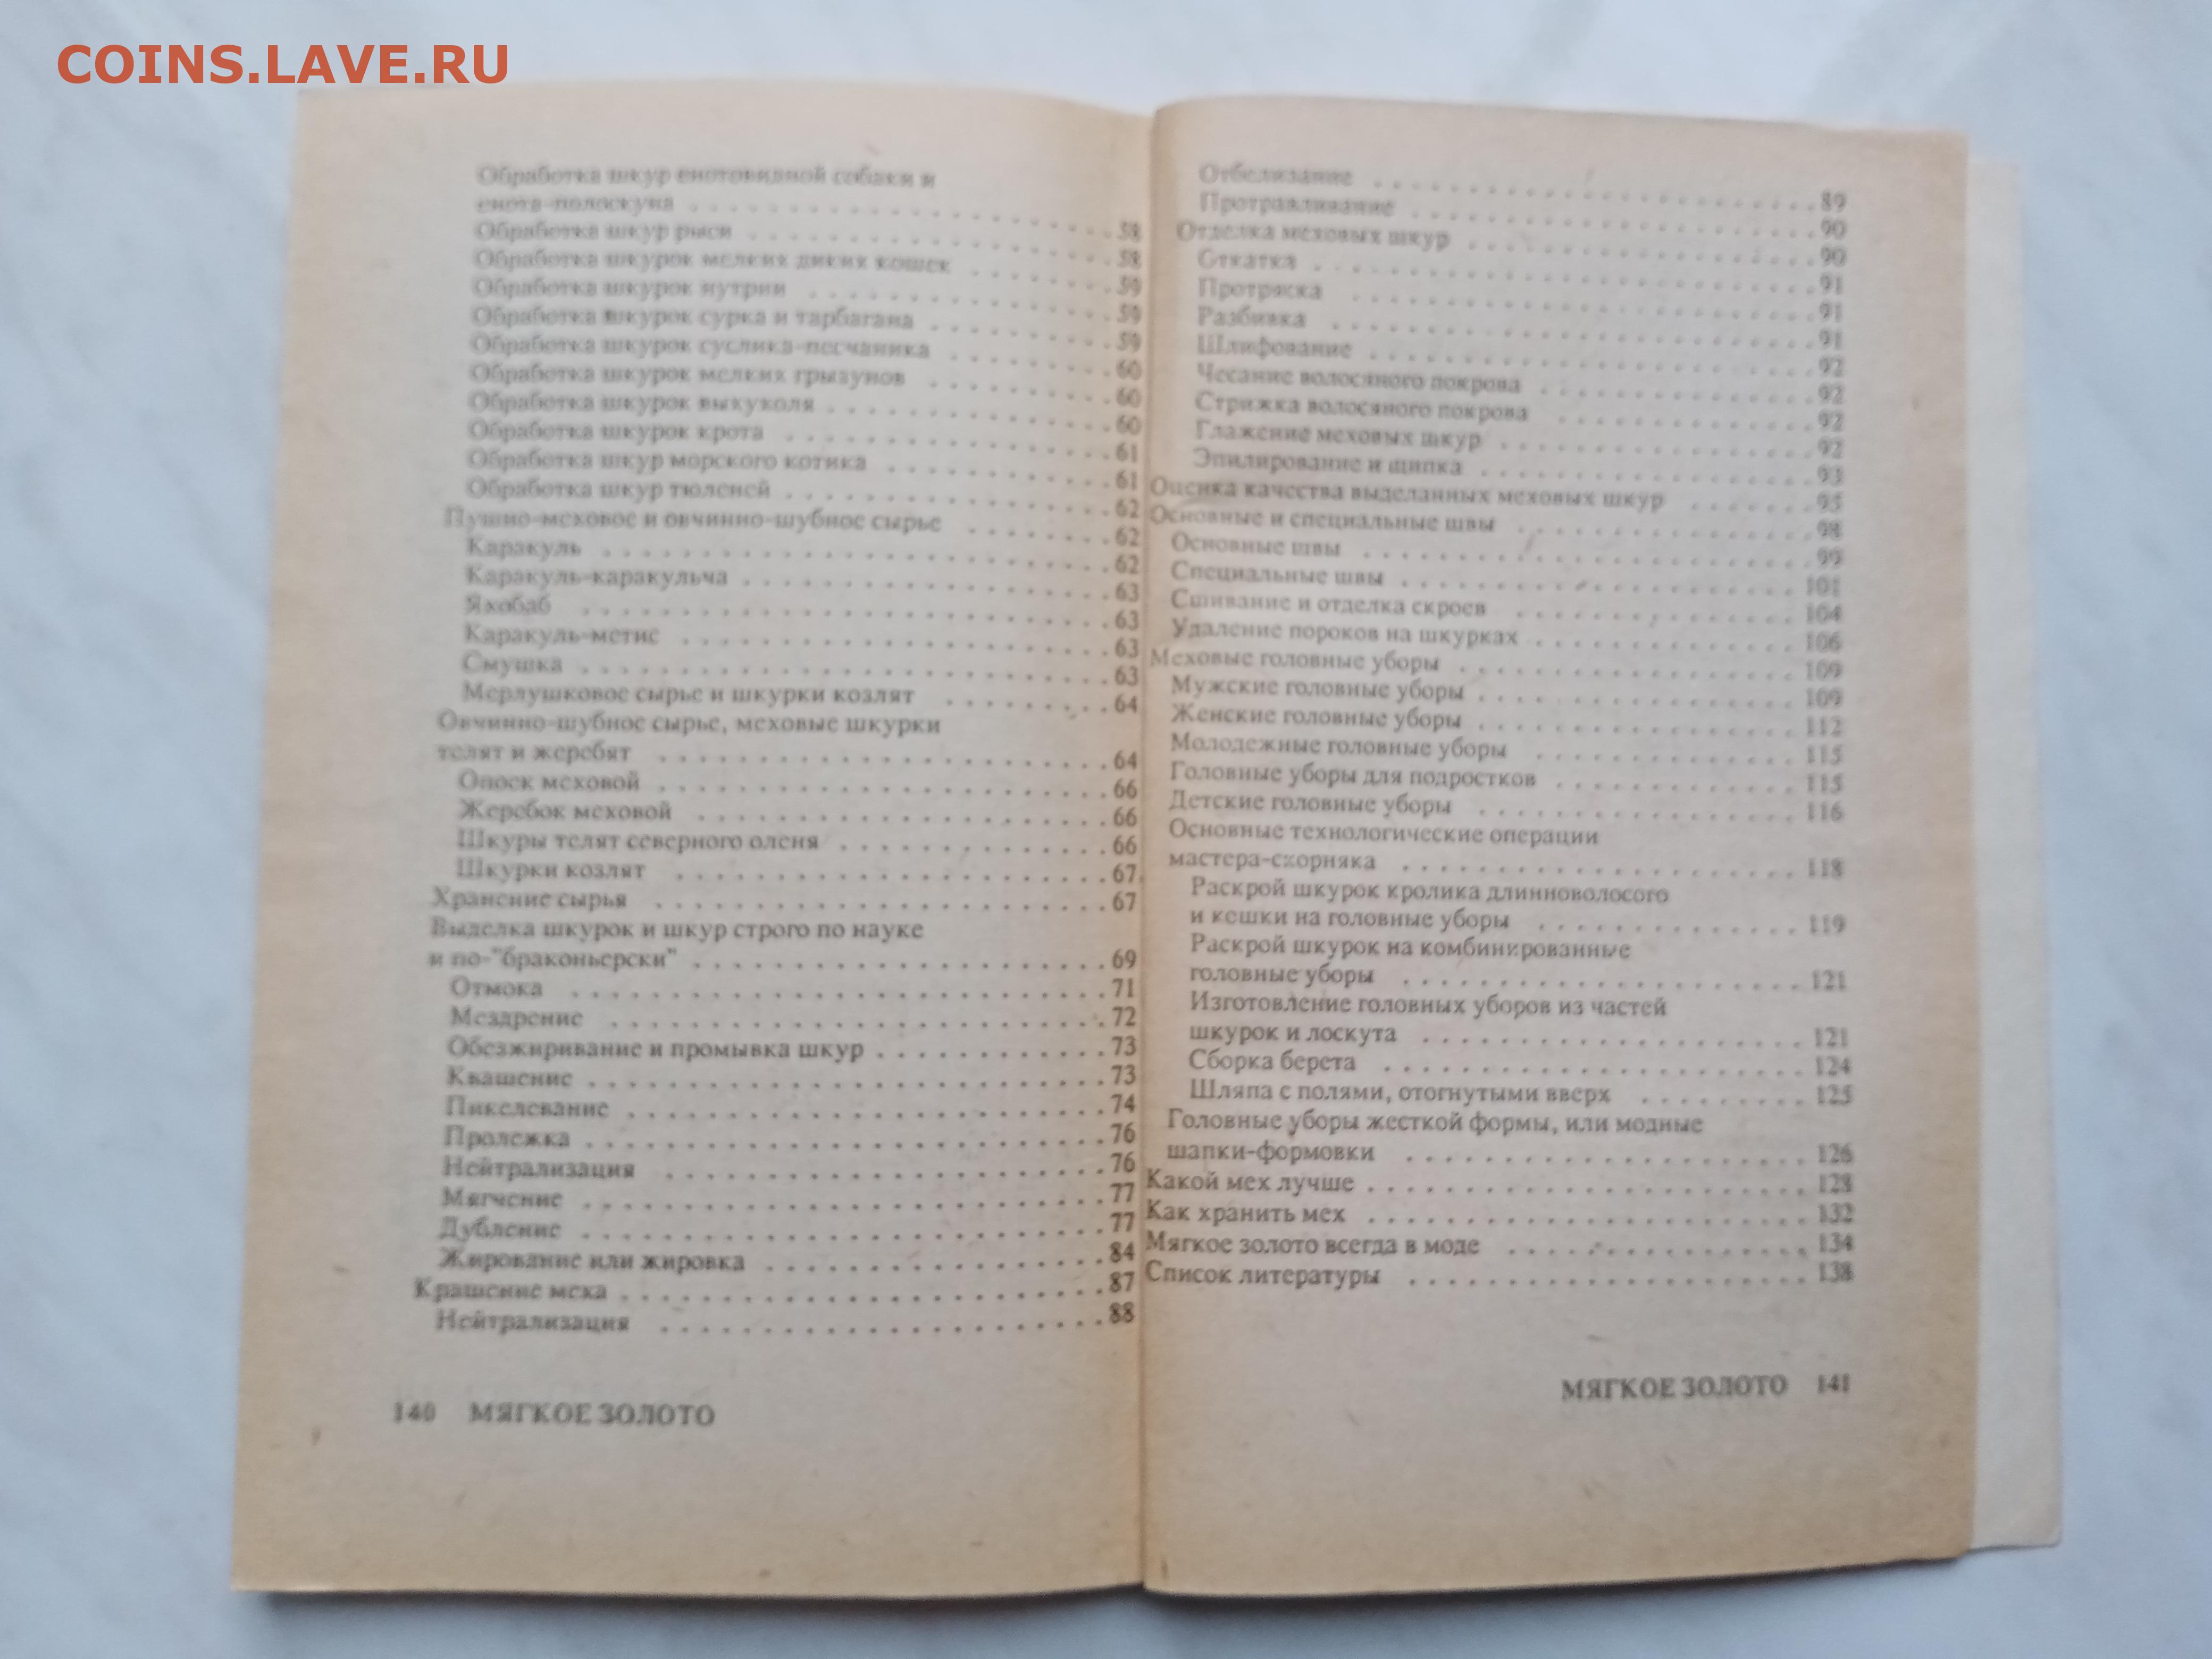 COINS.LAVE.RU
Обработка шкур енотовидной собаки и
енота-полоскуна . . . . . . . . . . . . . . . . . 58
Обработка шкур рыси . . . . . . . . . . . . . . . 58
Обработка шкурок мелких диких кошек . . . . . . 59
Обработка шкурок нутрии . . . . . . . . . . . . . 59
Обработка шкурок сурка и тарбагана . . . . . . . 59
Обработка шкурок суслика-песчаника . . . . . . . 60
Обработка шкурок мелких грызунов . . . . . . . . 60
Обработка шкурок выхухоля . . . . . . . . . . . . 60
Обработка шкурок крота . . . . . . . . . . . . . 61
Обработка шкур морского котика . . . . . . . . . 61
Обработка шкур тюленей . . . . . . . . . . . . . 62
Пушно-меховое и овчинно-шубное сырье . . . . . . 62
Каракуль . . . . . . . . . . . . . . . . . . . . 62
Каракуль-каракульча . . . . . . . . . . . . . . . 63
Яхобаб . . . . . . . . . . . . . . . . . . . . . 63
Каракуль-метис . . . . . . . . . . . . . . . . . 63
Смушка . . . . . . . . . . . . . . . . . . . . . 63
Мерлушковое сырье и шкурки козлят . . . . . . . . 64
Овчинно-шубное сырье, меховые шкурки
телят и жеребят . . . . . . . . . . . . . . . . . 64
Опоек меховой . . . . . . . . . . . . . . . . . . 66
Жеребок меховой . . . . . . . . . . . . . . . . . 66
Шкуры телят северного оленя . . . . . . . . . . . 66
Шкурки козлят . . . . . . . . . . . . . . . . . . 67
Хранение сырья . . . . . . . . . . . . . . . . . 67
Выделка шкурок и шкур строго по науке
и по-"браконьерски" . . . . . . . . . . . . . . . 69
Отмока . . . . . . . . . . . . . . . . . . . . . 71
Мездрение . . . . . . . . . . . . . . . . . . . . 72
Обезжиривание и промывка шкур . . . . . . . . . . 73
Квашение . . . . . . . . . . . . . . . . . . . . 73
Пикелевание . . . . . . . . . . . . . . . . . . . 74
Пролежка . . . . . . . . . . . . . . . . . . . . 76
Нейтрализация . . . . . . . . . . . . . . . . . . 76
Мягчение . . . . . . . . . . . . . . . . . . . . 77
Дубление . . . . . . . . . . . . . . . . . . . . 77
Жирование или жировка . . . . . . . . . . . . . . 84
Крашение меха . . . . . . . . . . . . . . . . . . 87
Нейтрализация . . . . . . . . . . . . . . . . . . 88
140 МЯГКОЕ ЗОЛОТО
Отбеливание . . . . . . . . . . . . . . . . . . . 89
Протравливание . . . . . . . . . . . . . . . . . 90
Отделка меховых шкур . . . . . . . . . . . . . . 90
Откатка . . . . . . . . . . . . . . . . . . . . . 91
Протряска . . . . . . . . . . . . . . . . . . . . 91
Разбивка . . . . . . . . . . . . . . . . . . . . 91
Шлифование . . . . . . . . . . . . . . . . . . . 92
Чесание волосяного покрова . . . . . . . . . . . 92
Стрижка волосяного покрова . . . . . . . . . . . 92
Глажение меховых шкур . . . . . . . . . . . . . . 92
Эпилирование и щипка . . . . . . . . . . . . . . 93
Оценка качества выделанных меховых шкур . . . . . 95
Основные и специальные швы . . . . . . . . . . . 98
Основные швы . . . . . . . . . . . . . . . . . . 99
Специальные швы . . . . . . . . . . . . . . . . . 101
Сшивание и отделка скроев . . . . . . . . . . . . 104
Удаление пороков на шкурках . . . . . . . . . . . 106
Меховые головные уборы . . . . . . . . . . . . . 109
Мужские головные уборы . . . . . . . . . . . . . 109
Женские головные уборы . . . . . . . . . . . . . 112
Молодежные головные уборы . . . . . . . . . . . . 115
Головные уборы для подростков . . . . . . . . . . 115
Детские головные уборы . . . . . . . . . . . . . 116
Основные технологические операции
мастера-скорняка . . . . . . . . . . . . . . . . 118
Раскрой шкурок кролика длинноволосого
и кошки на головные уборы . . . . . . . . . . . . 119
Раскрой шкурок на комбинированные
головные уборы . . . . . . . . . . . . . . . . . 121
Изготовление головных уборов из частей
шкурок и лоскута . . . . . . . . . . . . . . . . 121
Сборка берета . . . . . . . . . . . . . . . . . . 124
Шляпа с полями, отогнутыми вверх . . . . . . . . 125
Головные уборы жесткой формы, или модные
шапки-формовки . . . . . . . . . . . . . . . . . 126
Какой мех лучше . . . . . . . . . . . . . . . . . 128
Как хранить мех . . . . . . . . . . . . . . . . . 132
Мягкое золото всегда в моде . . . . . . . . . . . 134
Список литературы . . . . . . . . . . . . . . . . 138
МЯГКОЕ ЗОЛОТО 141